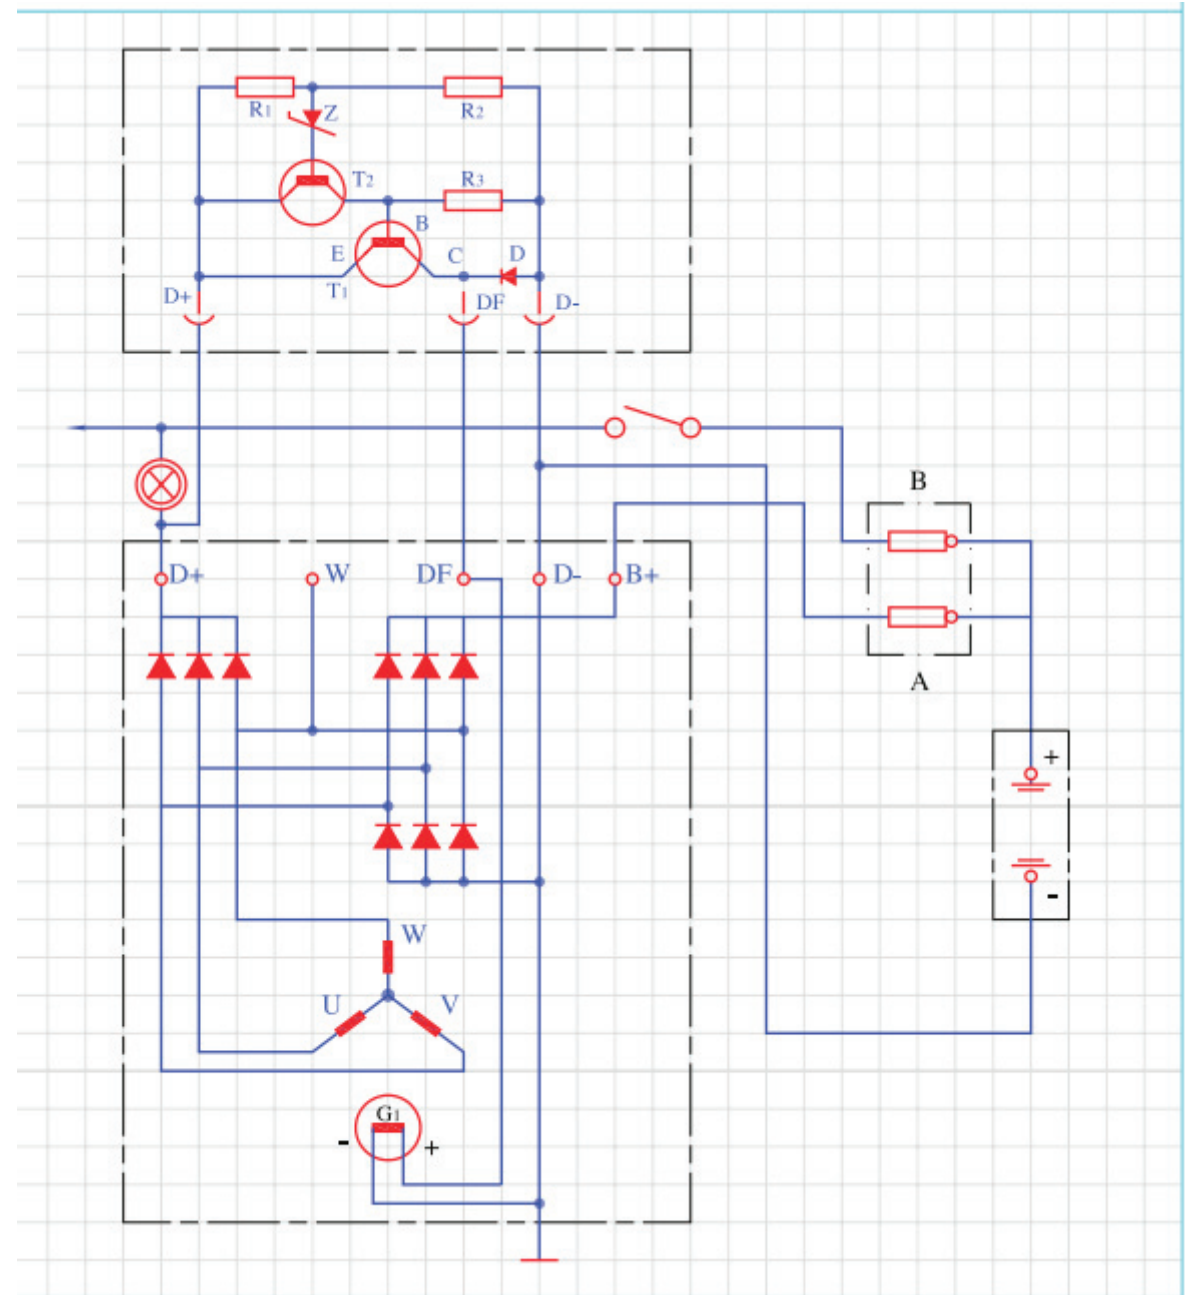 R1
Z
R2
T2
R3
B
E
C
D
T1
D+
DF
D-
B
D+
W
DF
D-
B+
A
+
-
W
U
V
G1
-
+